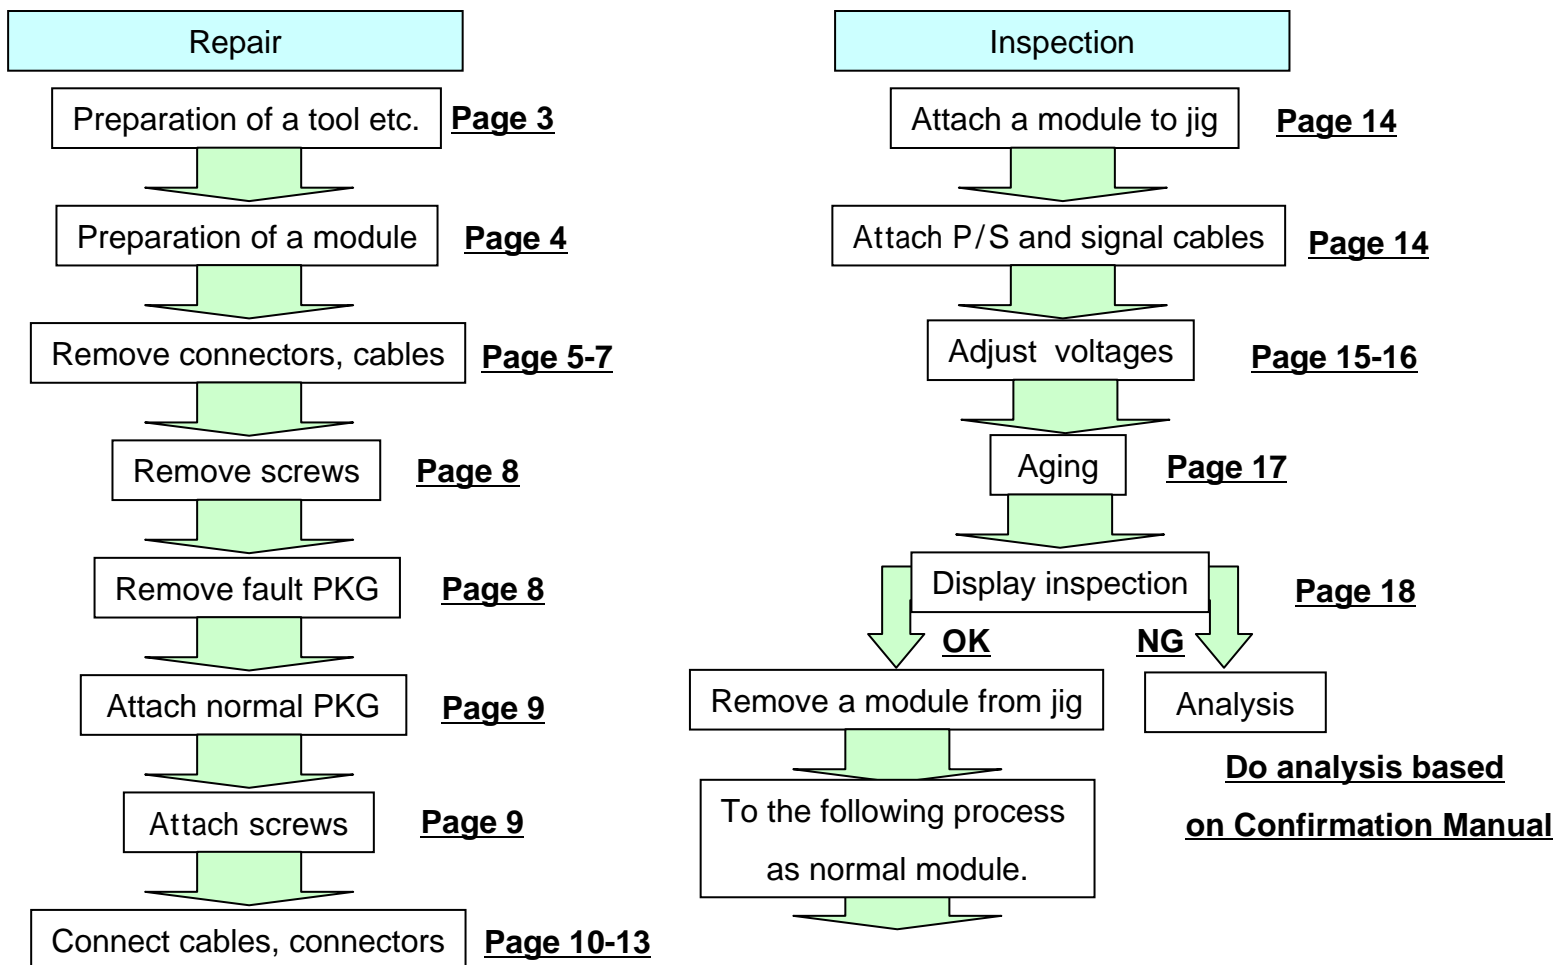 Repair
Preparation of a tool etc. Page 3
Preparation of a module Page 4
Remove connectors, cables Page 5-7
Remove screws Page 8
Remove fault PKG Page 8
Attach normal PKG Page 9
Attach screws Page 9
Connect cables, connectors Page 10-13
Inspection
Attach a module to jig Page 14
Attach P/S and signal cables Page 14
Adjust voltages Page 15-16
Aging Page 17
Display inspection Page 18
OK NG
Remove a module from jig
To the following process
as normal module.
Analysis
Do analysis based
on Confirmation Manual